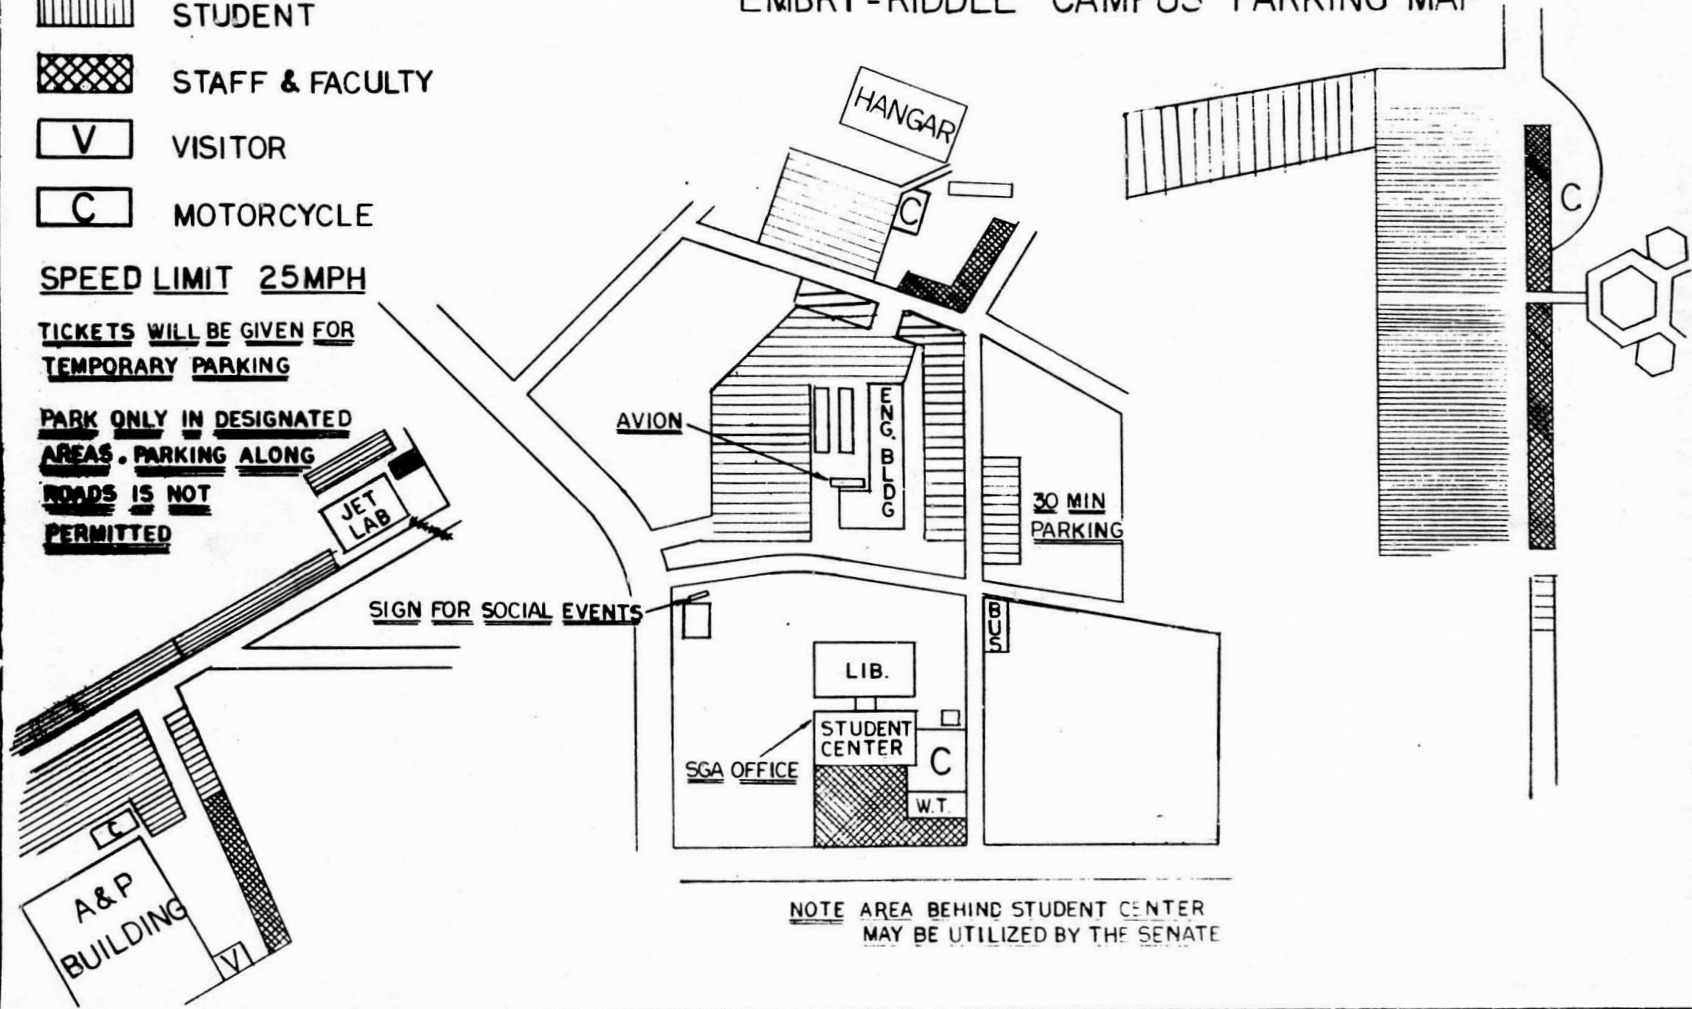 EMBRY-RIDDLE CAMPUS PARKING MAP
STUDENT
STAFF & FACULTY
V VISITOR
C MOTORCYCLE
SPEED LIMIT 25MPH
TICKETS WILL BE GIVEN FOR
TEMPORARY PARKING
PARK ONLY IN DESIGNATED
AREAS. PARKING ALONG
ROADS IS NOT
PERMITTED
HANGAR
C
C
AVION
ENG. BLDG
30 MIN
PARKING
JET
LAB
SIGN FOR SOCIAL EVENTS
BUS
LIB.
STUDENT
CENTER
C
SGA OFFICE
W.T.
C
A&P
BUILDING
V
NOTE AREA BEHIND STUDENT CENTER
MAY BE UTILIZED BY THE SENATE